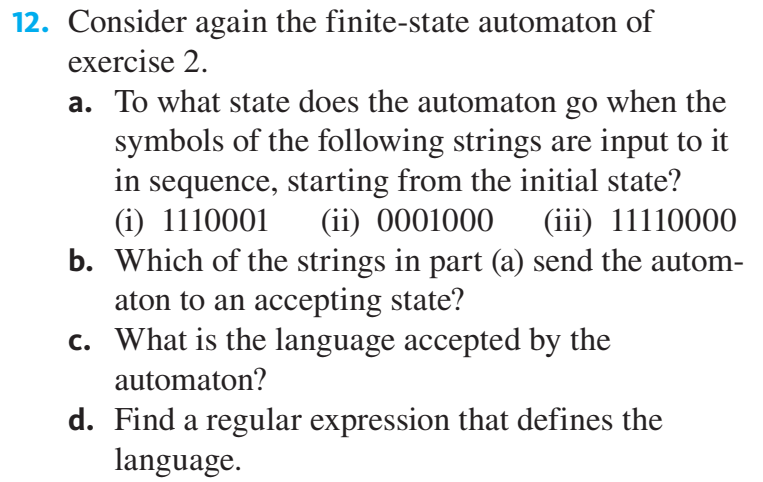 12. Consider again the finite-state automaton of
exercise 2.
a. To what state does the automaton go when the
symbols of the following strings are input to it
in sequence, starting from the initial state?
(i) 1110001 (ii) 0001000 (iii) 11110000
b. Which of the strings in part (a) send the autom-
aton to an accepting state?
c. What is the language accepted by the
automaton?
d. Find a regular expression that defines the
language.